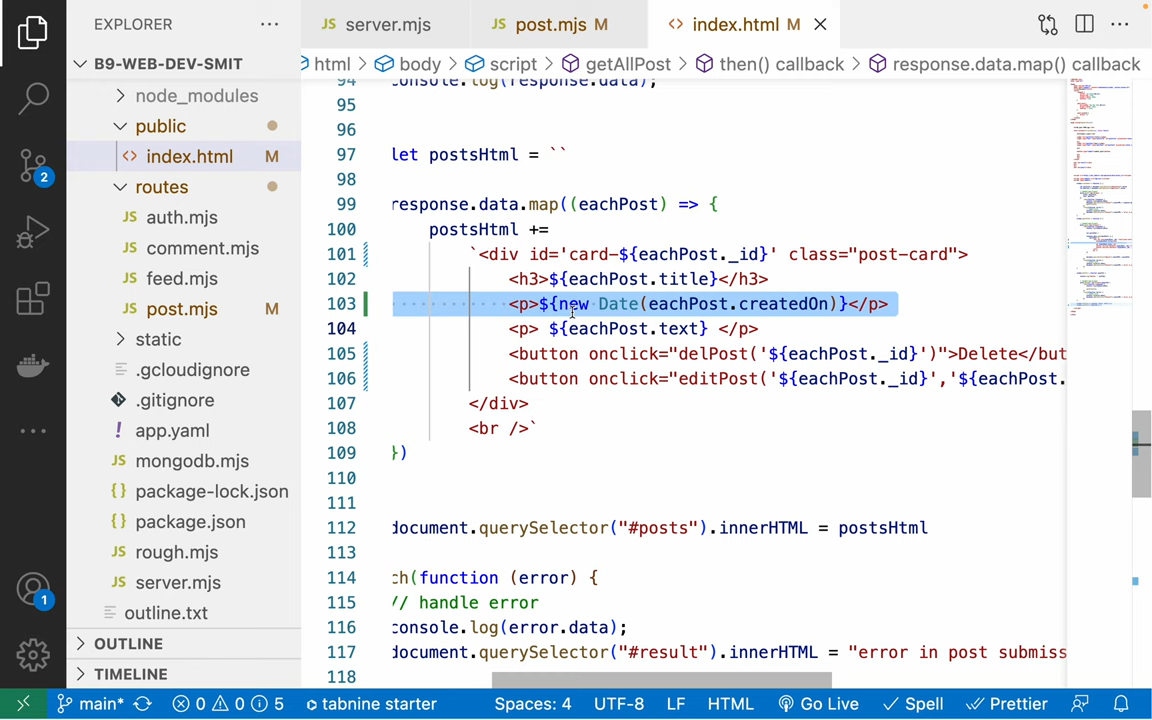 EXPLORER
server.mjs
post.mjs M
index.html M
B9-WEB-DEV-SMIT
html > body > script > getAllPost > then() callback > response.data.map() callback
node_modules
public
index.html M
routes
auth.mjs
comment.mjs
feed.mjs
post.mjs M
static
.gcloudignore
.gitignore
app.yaml
mongodb.mjs
package-lock.json
package.json
rough.mjs
server.mjs
outline.txt
OUTLINE
TIMELINE
2
1
94 console.log(response.data);
95
96
97 let postsHtml = ``
98
99 response.data.map((eachPost) => {
100 postsHtml +=
101 `<div id='card-${eachPost._id}' class="post-card">
102 <h3>${eachPost.title}</h3>
103 <p>${new Date(eachPost.createdOn)}</p>
104 <p> ${eachPost.text} </p>
105 <button onclick="delPost('${eachPost._id}')">Delete</but
106 <button onclick="editPost('${eachPost._id}','${eachPost.
107 </div>
108 <br />`
109 })
110
111
112 document.querySelector("#posts").innerHTML = postsHtml
113
114 ch(function (error) {
115 // handle error
116 console.log(error.data);
117 document.querySelector("#result").innerHTML = "error in post submiss
118
main* 0 0 5 tabnine starter Spaces: 4 UTF-8 LF HTML Go Live Spell Prettier